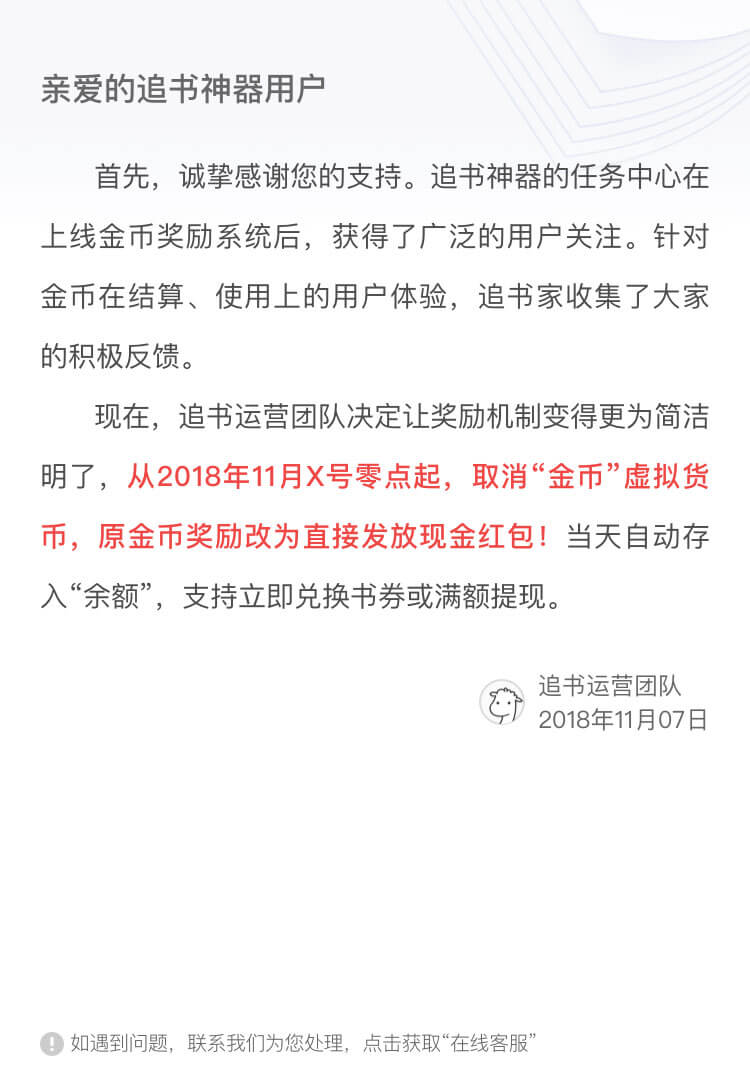 亲爱的追书神器用户
首先，诚挚感谢您的支持。追书神器的任务中心在
上线金币奖励系统后，获得了广泛的用户关注。针对
金币在结算、使用上的用户体验，追书家收集了大家
的积极反馈。
现在，追书运营团队决定让奖励机制变得更为简洁
明了，从2018年11月X号零点起，取消“金币”虚拟货
币，原金币奖励改为直接发放现金红包！当天自动存
入“余额”，支持立即兑换书券或满额提现。
追书运营团队
2018年11月07日
如遇到问题，联系我们为您处理，点击获取“在线客服”